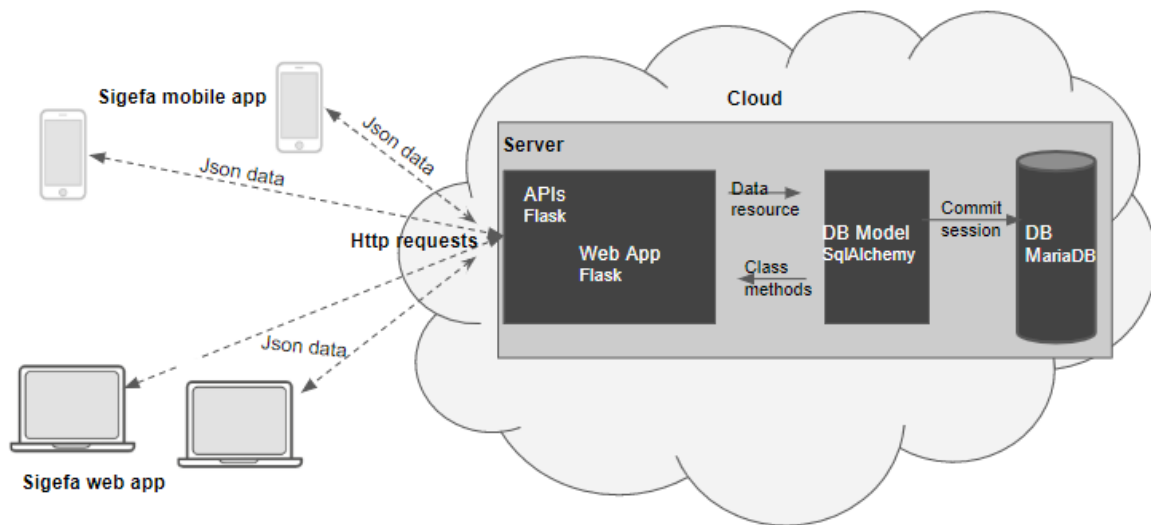 Sigefa mobile app
Json data
Json data
Http requests
Json data
Sigefa web app
Cloud
Server
APIs
Flask
Web App
Flask
Data
resource
Class
methods
DB Model
SqlAlchemy
Commit
session
DB
MariaDB